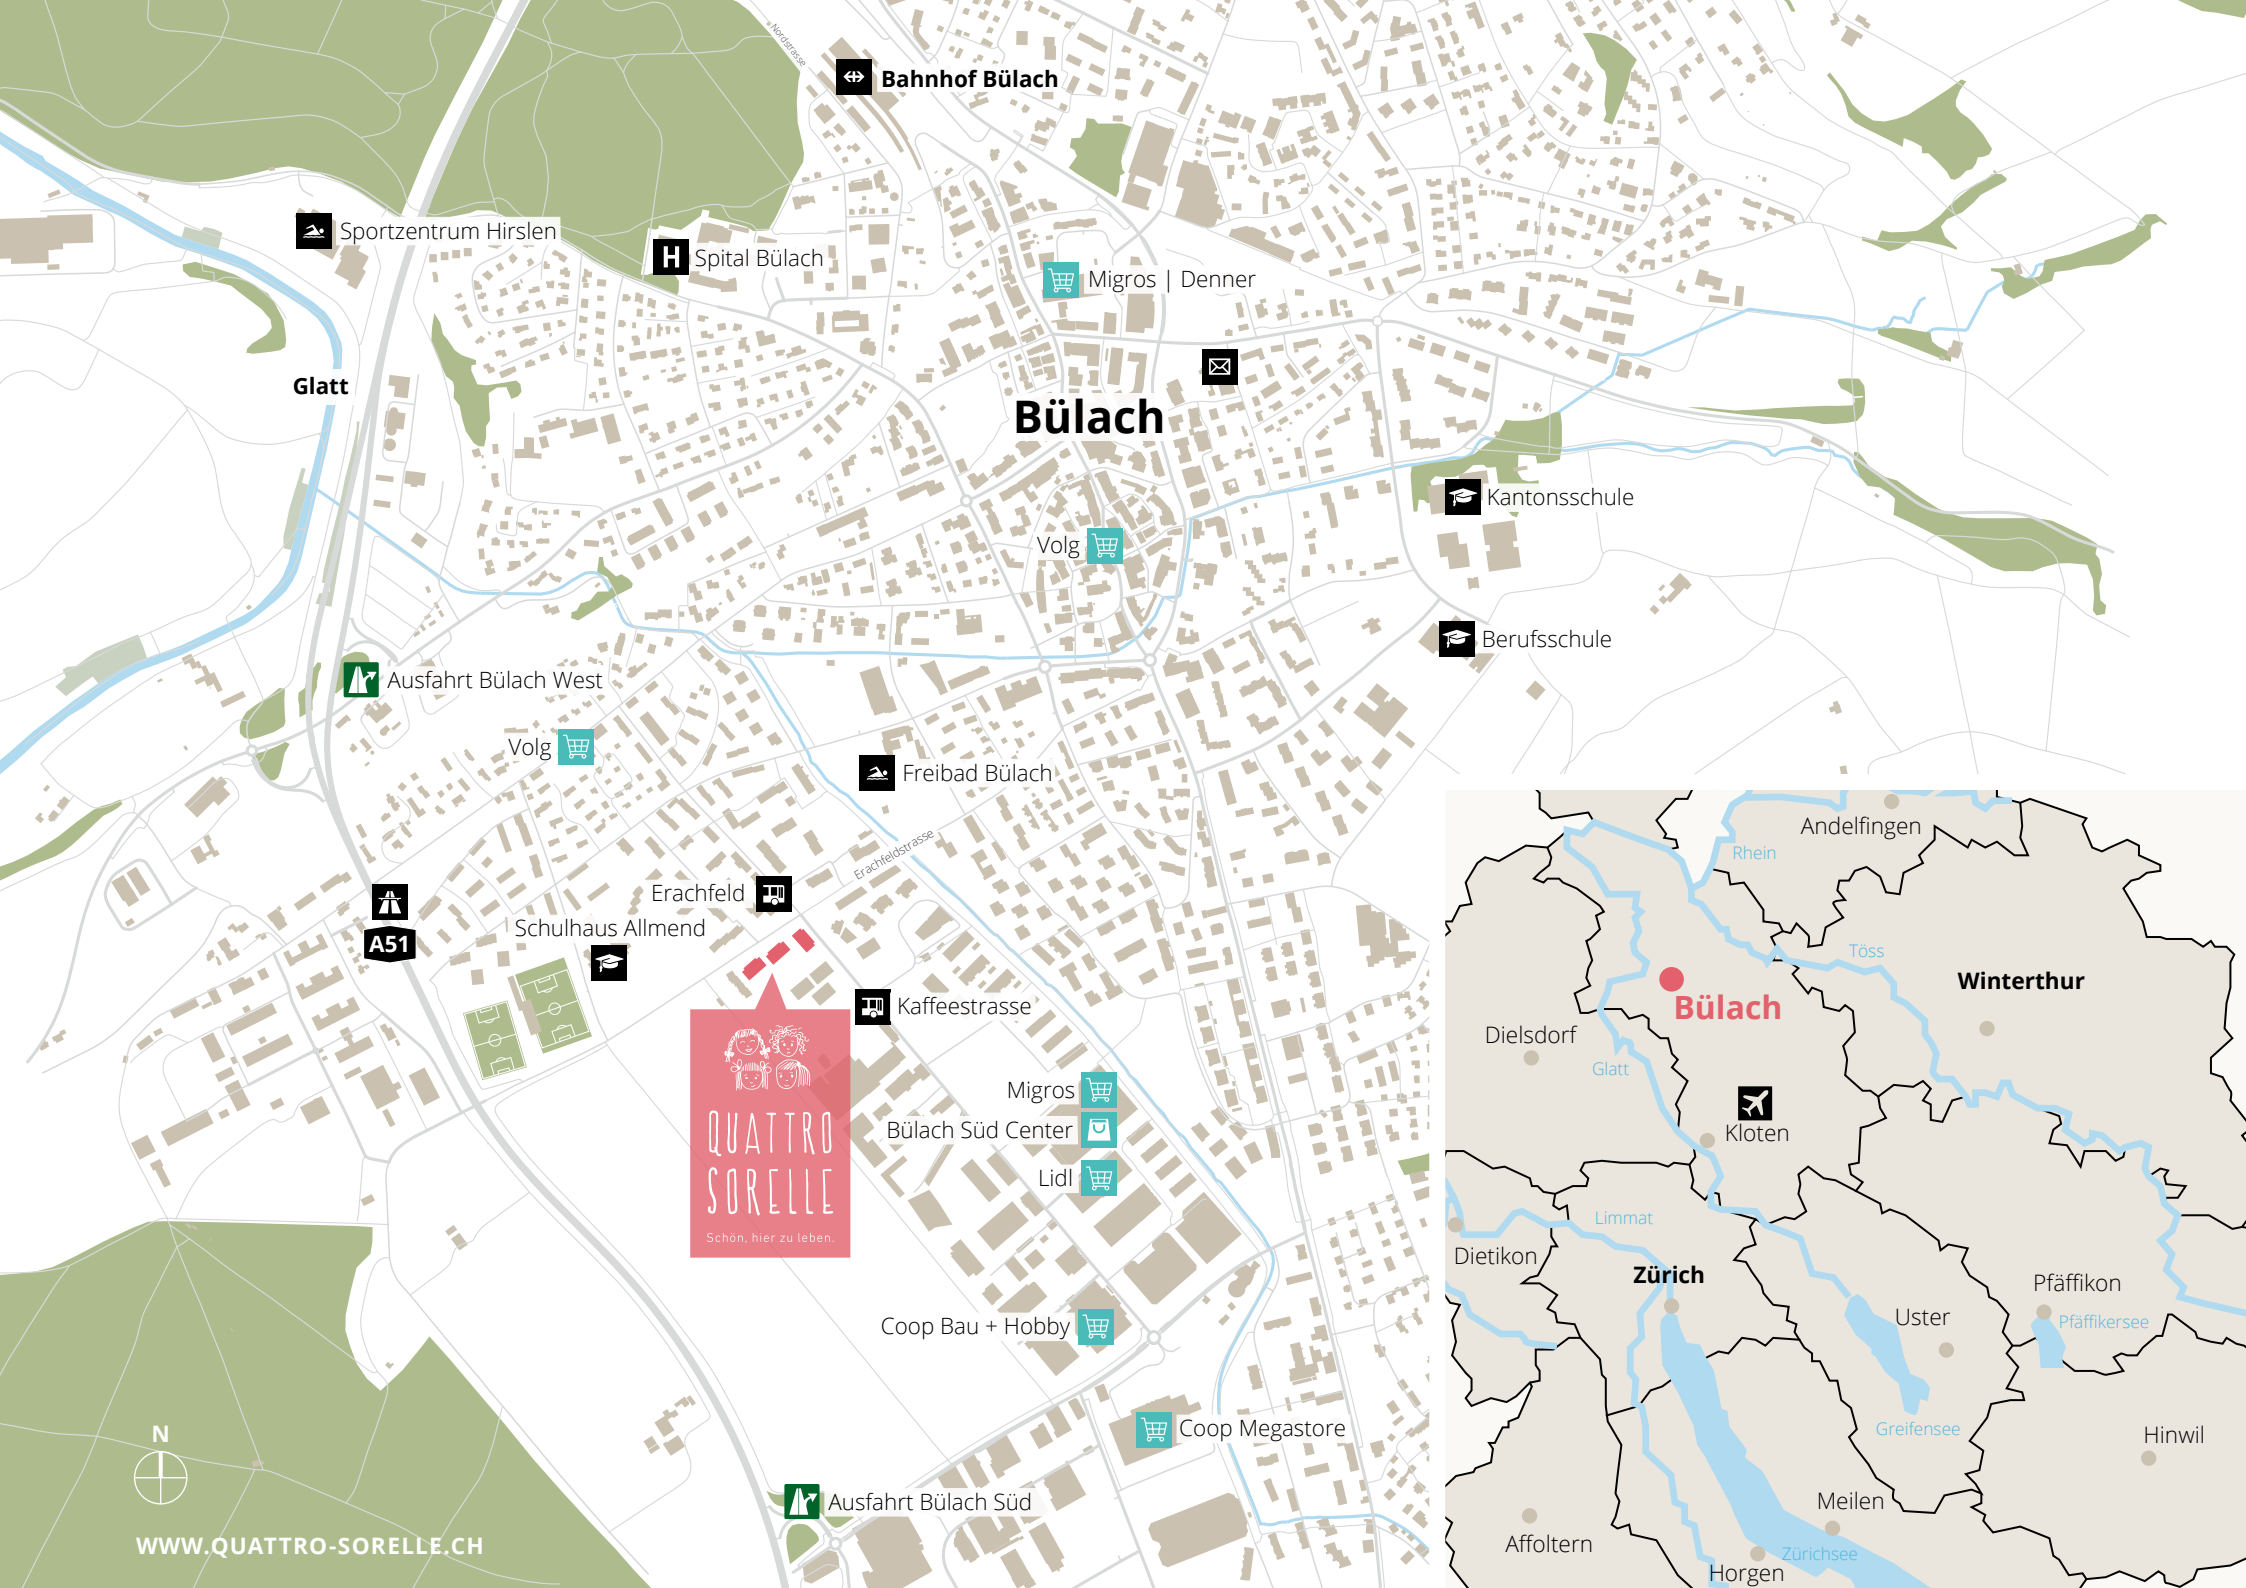 Nordstrasse
Bahnhof Bülach
Sportzentrum Hirslen
H
Spital Bülach
Migros | Denner
Glatt
Bülach
Kantonsschule
Volg
Berufsschule
Ausfahrt Bülach West
Volg
Freibad Bülach
Erachfeldstrasse
Erachfeld
Schulhaus Allmend
A51
Kaffeestrasse
QUATTRO
SORELLE
Schön, hier zu leben.
Migros
Bülach Süd Center
Lidl
Coop Bau + Hobby
Coop Megastore
Ausfahrt Bülach Süd
N
WWW.QUATTRO-SORELLE.CH
Andelfingen
Rhein
Töss
Winterthur
Bülach
Dielsdorf
Glatt
Kloten
Limmat
Dietikon
Zürich
Pfäffikon
Uster
Pfäffikersee
Greifensee
Hinwil
Meilen
Affoltern
Zürichsee
Horgen